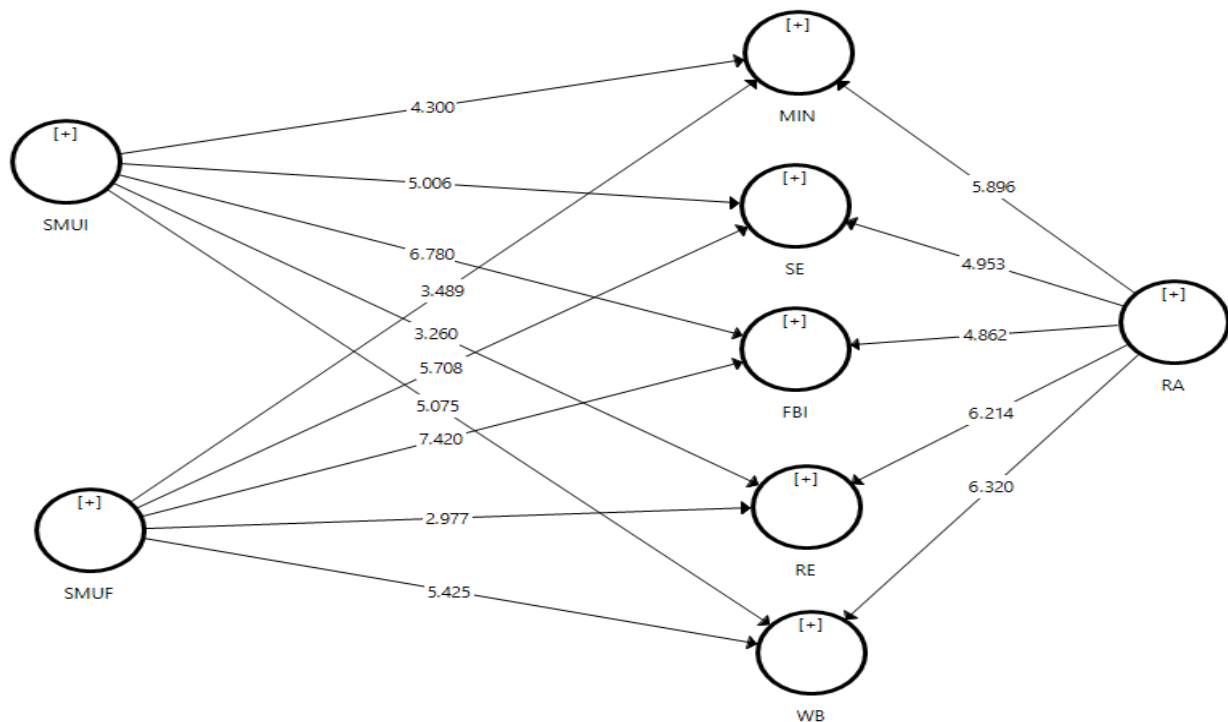 [+]
MIN
4.300
[+]
SMUI
5.006
[+]
SE
5.896
4.953
6.780
3.489
[+]
RA
3.260
[+]
FBI
4.862
5.708
5.075
7.420
6.214
[+]
SMUF
2.977
[+]
RE
6.320
5.425
[+]
WB